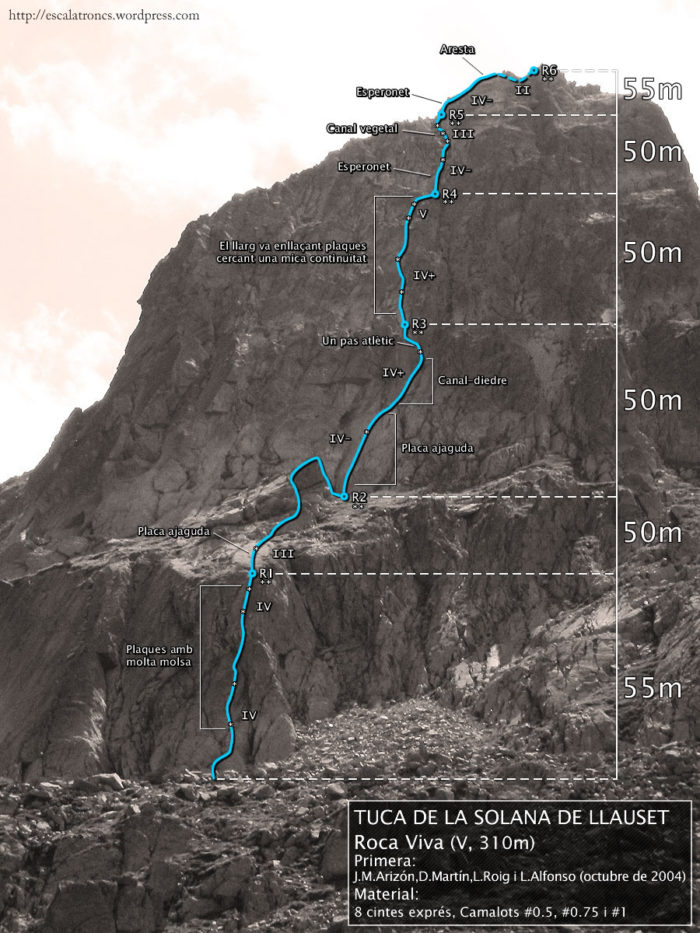 http://escalatroncs.wordpress.com
Aresta
R6
55m
II
Esperonet
IV-
R5
Canal vegetal
III
50m
Esperonet
IV-
R4
V
El llarg va enllaçant plaques
cercant una mica continuïtat
50m
IV+
R3
Un pas atlètic
IV+
Canal-diedre
50m
IV-
Placa ajaguda
R2
Placa ajaguda
50m
III
R1
IV
Plaques amb
molta molsa
55m
IV
TUCA DE LA SOLANA DE LLAUSET
Roca Viva (V, 310m)
Primera:
J.M.Arizón,D.Martín,L.Roig i L.Alfonso (octubre de 2004)
Material:
8 cintes exprés, Camalots #0.5, #0.75 i #1